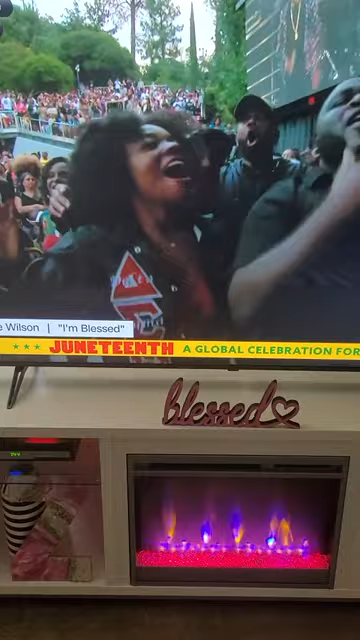 e Wilson | "I'm Blessed"
*** JUNETEENTH A GLOBAL CELEBRATION FOR
blessed